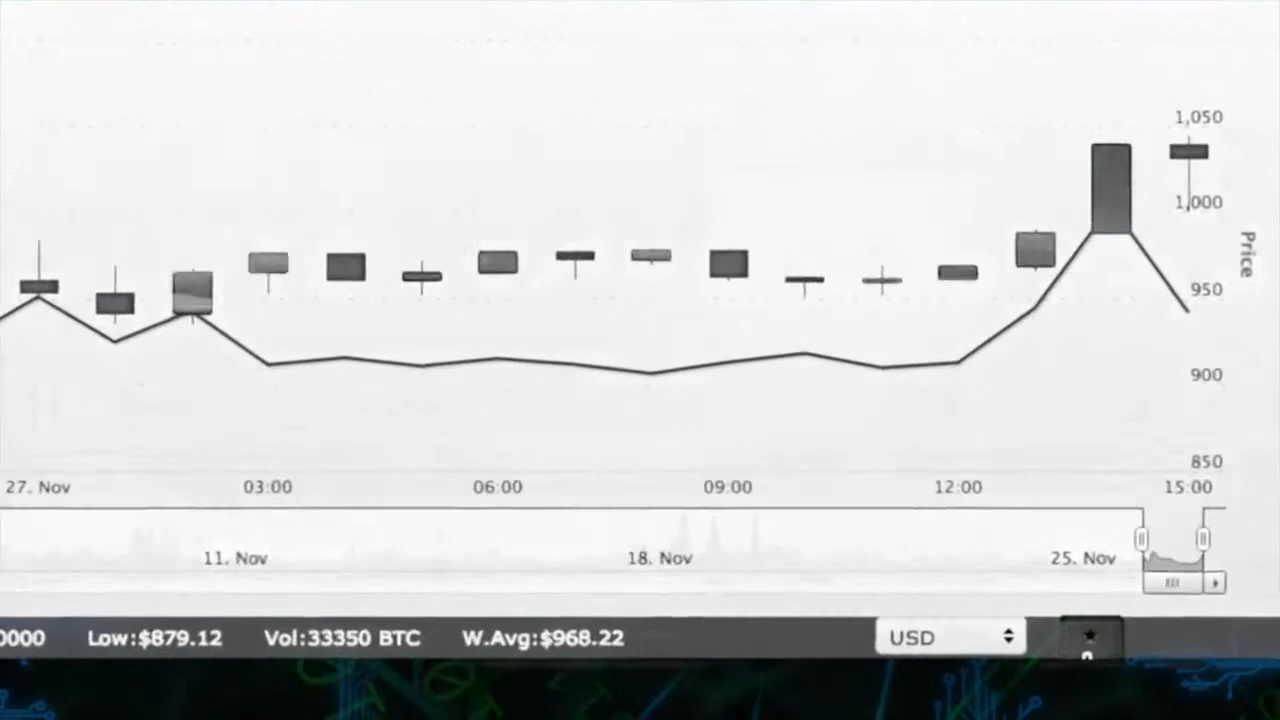 1,050
1,000
Price
950
900
850
27. Nov 03:00 06:00 09:00 12:00 15:00
11. Nov 18. Nov 25. Nov
0000 Low:$879.12 Vol:33350 BTC W.Avg:$968.22 USD